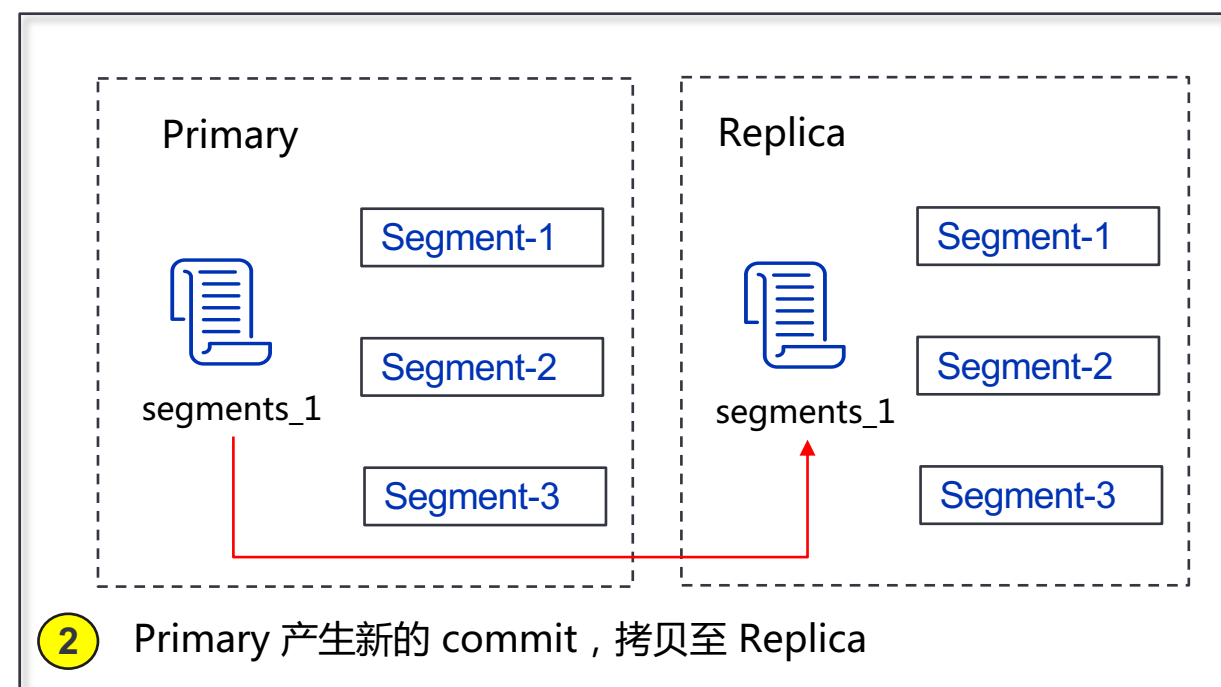 Primary
Replica
Segment-1
Segment-2
Segment-3
segments_1
Segment-1
Segment-2
Segment-3
segments_1
2
Primary 产生新的 commit，拷贝至 Replica